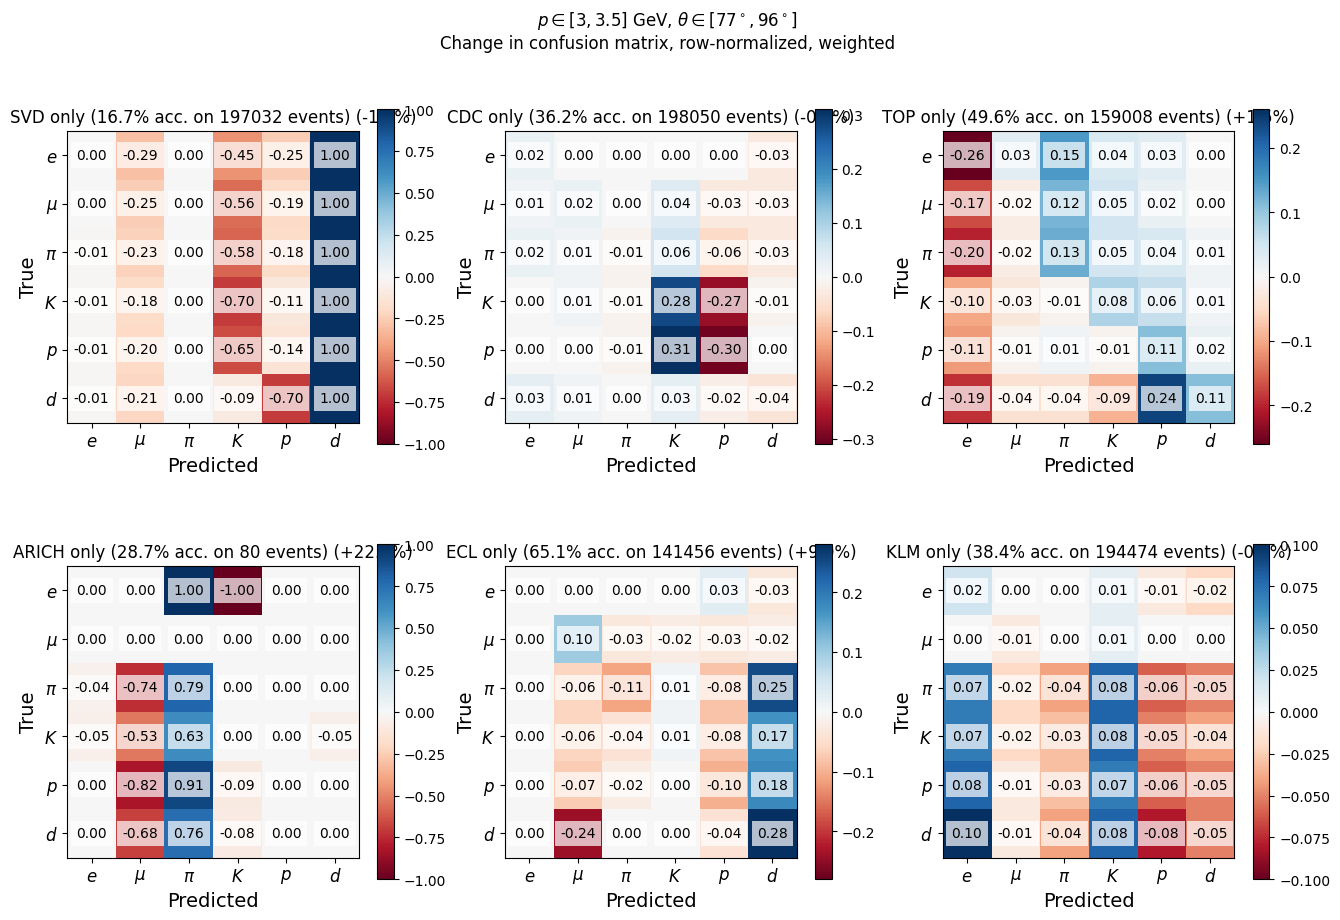 p ∈ [3, 3.5] GeV, θ ∈ [77°, 96°]
Change in confusion matrix, row-normalized, weighted
SVD only (16.7% acc. on 197032 events)
True
e 0.00 -0.29 0.00 -0.45 -0.25 1.00
μ 0.00 -0.25 0.00 -0.56 -0.19 1.00
π -0.01 -0.23 0.00 -0.58 -0.18 1.00
K -0.01 -0.18 0.00 -0.70 -0.11 1.00
p -0.01 -0.20 0.00 -0.65 -0.14 1.00
d -0.01 -0.21 0.00 -0.09 -0.70 1.00
e μ π K p d
Predicted
1.00
0.75
0.50
0.25
0.00
−0.25
−0.50
−0.75
−1.00
CDC only (36.2% acc. on 198050 events)
True
e 0.02 0.00 0.00 0.00 0.00 -0.03
μ 0.01 0.02 0.00 0.04 -0.03 -0.03
π 0.02 0.01 -0.01 0.06 -0.06 -0.03
K 0.00 0.01 -0.01 0.28 -0.27 -0.01
p 0.00 0.00 -0.01 0.31 -0.30 0.00
d 0.03 0.01 0.00 0.03 -0.02 -0.04
e μ π K p d
Predicted
0.3
0.2
0.1
0.0
−0.1
−0.2
−0.3
TOP only (49.6% acc. on 159008 events)
True
e -0.26 0.03 0.15 0.04 0.03 0.00
μ -0.17 -0.02 0.12 0.05 0.02 0.00
π -0.20 -0.02 0.13 0.05 0.04 0.01
K -0.10 -0.03 -0.01 0.08 0.06 0.01
p -0.11 -0.01 0.01 -0.01 0.11 0.02
d -0.19 -0.04 -0.04 -0.09 0.24 0.11
e μ π K p d
Predicted
0.2
0.1
0.0
−0.1
−0.2
ARICH only (28.7% acc. on 80 events)
True
e 0.00 0.00 1.00 -1.00 0.00 0.00
μ 0.00 0.00 0.00 0.00 0.00 0.00
π -0.04 -0.74 0.79 0.00 0.00 0.00
K -0.05 -0.53 0.63 0.00 0.00 -0.05
p 0.00 -0.82 0.91 -0.09 0.00 0.00
d 0.00 -0.68 0.76 -0.08 0.00 0.00
e μ π K p d
Predicted
1.00
0.75
0.50
0.25
0.00
−0.25
−0.50
−0.75
−1.00
ECL only (65.1% acc. on 141456 events)
True
e 0.00 0.00 0.00 0.00 0.03 -0.03
μ 0.00 0.10 -0.03 -0.02 -0.03 -0.02
π 0.00 -0.06 -0.11 0.01 -0.08 0.25
K 0.00 -0.06 -0.04 0.01 -0.08 0.17
p 0.00 -0.07 -0.02 0.00 -0.10 0.18
d 0.00 -0.24 0.00 0.00 -0.04 0.28
e μ π K p d
Predicted
0.2
0.1
0.0
−0.1
−0.2
KLM only (38.4% acc. on 194474 events)
True
e 0.02 0.00 0.00 0.01 -0.01 -0.02
μ 0.00 -0.01 0.00 0.01 0.00 0.00
π 0.07 -0.02 -0.04 0.08 -0.06 -0.05
K 0.07 -0.02 -0.03 0.08 -0.05 -0.04
p 0.08 -0.01 -0.03 0.07 -0.06 -0.05
d 0.10 -0.01 -0.04 0.08 -0.08 -0.05
e μ π K p d
Predicted
0.100
0.075
0.050
0.025
0.000
−0.025
−0.050
−0.075
−0.100